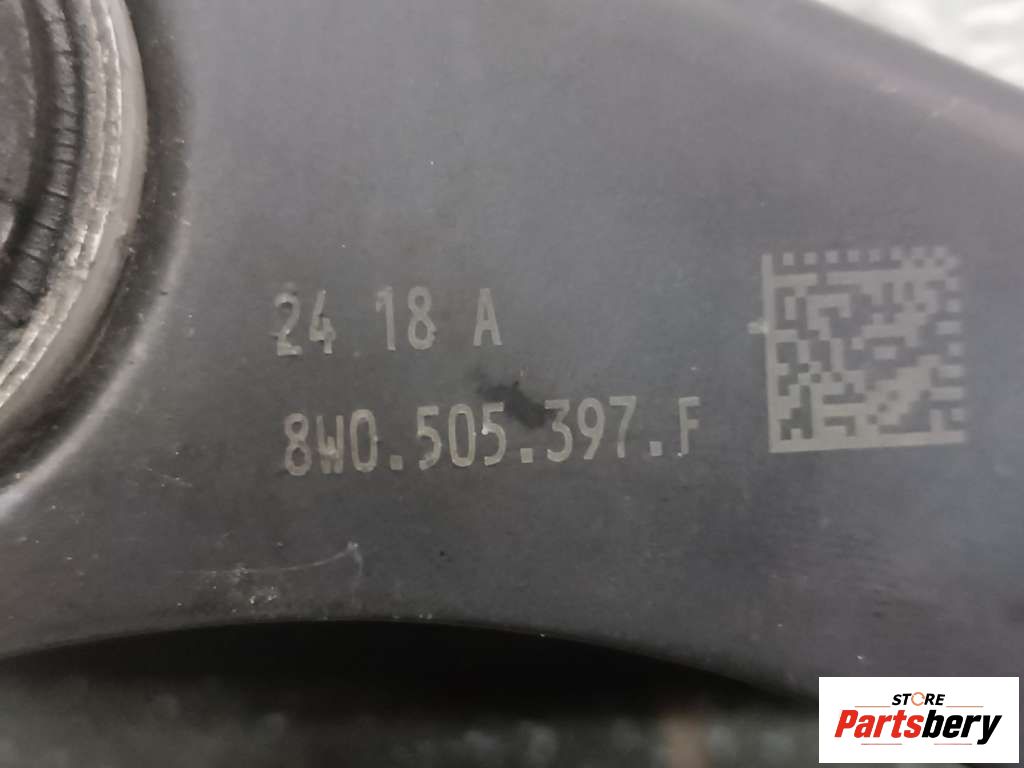 24 18 A
8W0.505.397.F
STORE
Partsbery